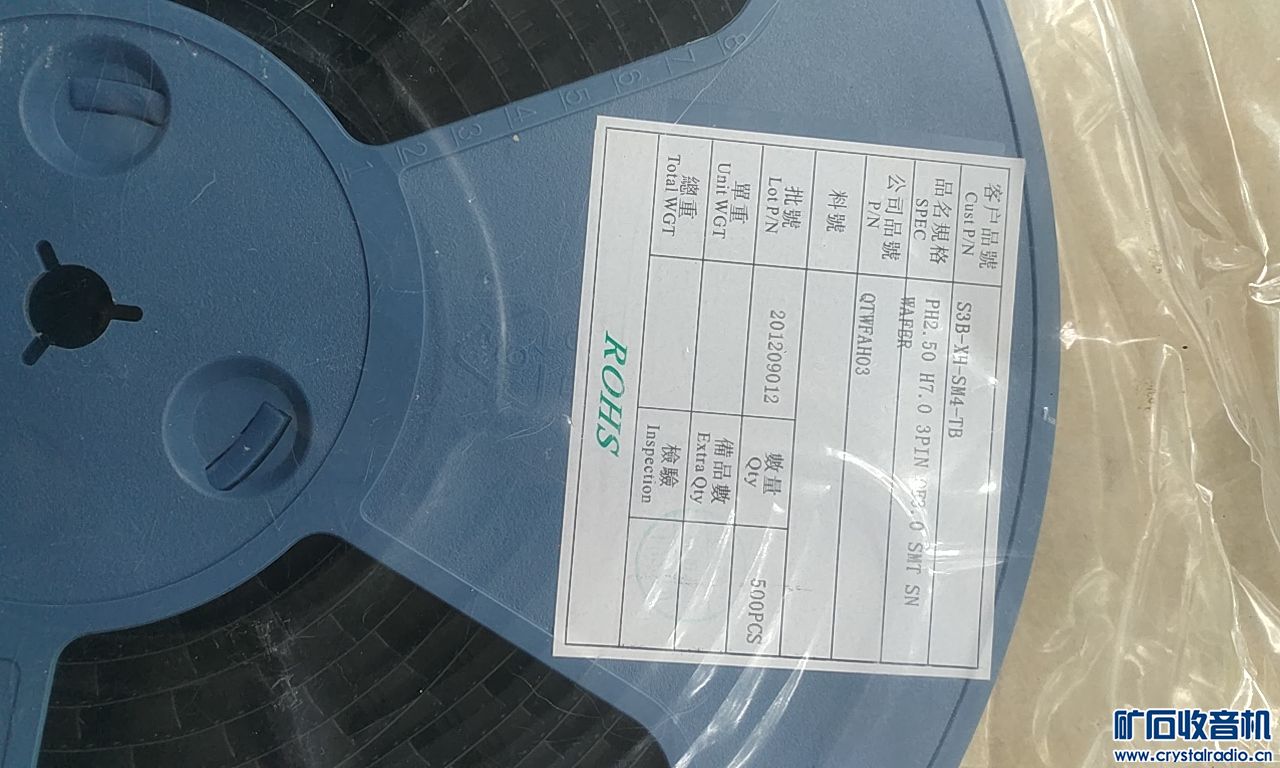 客户品號 S3B-XH-SM4-TB
Cust P/N
品名規格 PH2.50 H7.0 3PIN SMT SN
SPEC WAFER
公司品號 QTWFAH03
P/N
料號
批號 201209012 數量 500PCS
Lot P/N Qty
單重 備品數
Unit WGT Extra Qty
總重 檢驗
Total WGT Inspection
ROHS
1 2 3 4 5 6 7 8
矿石收音机
www.crystalradio.cn